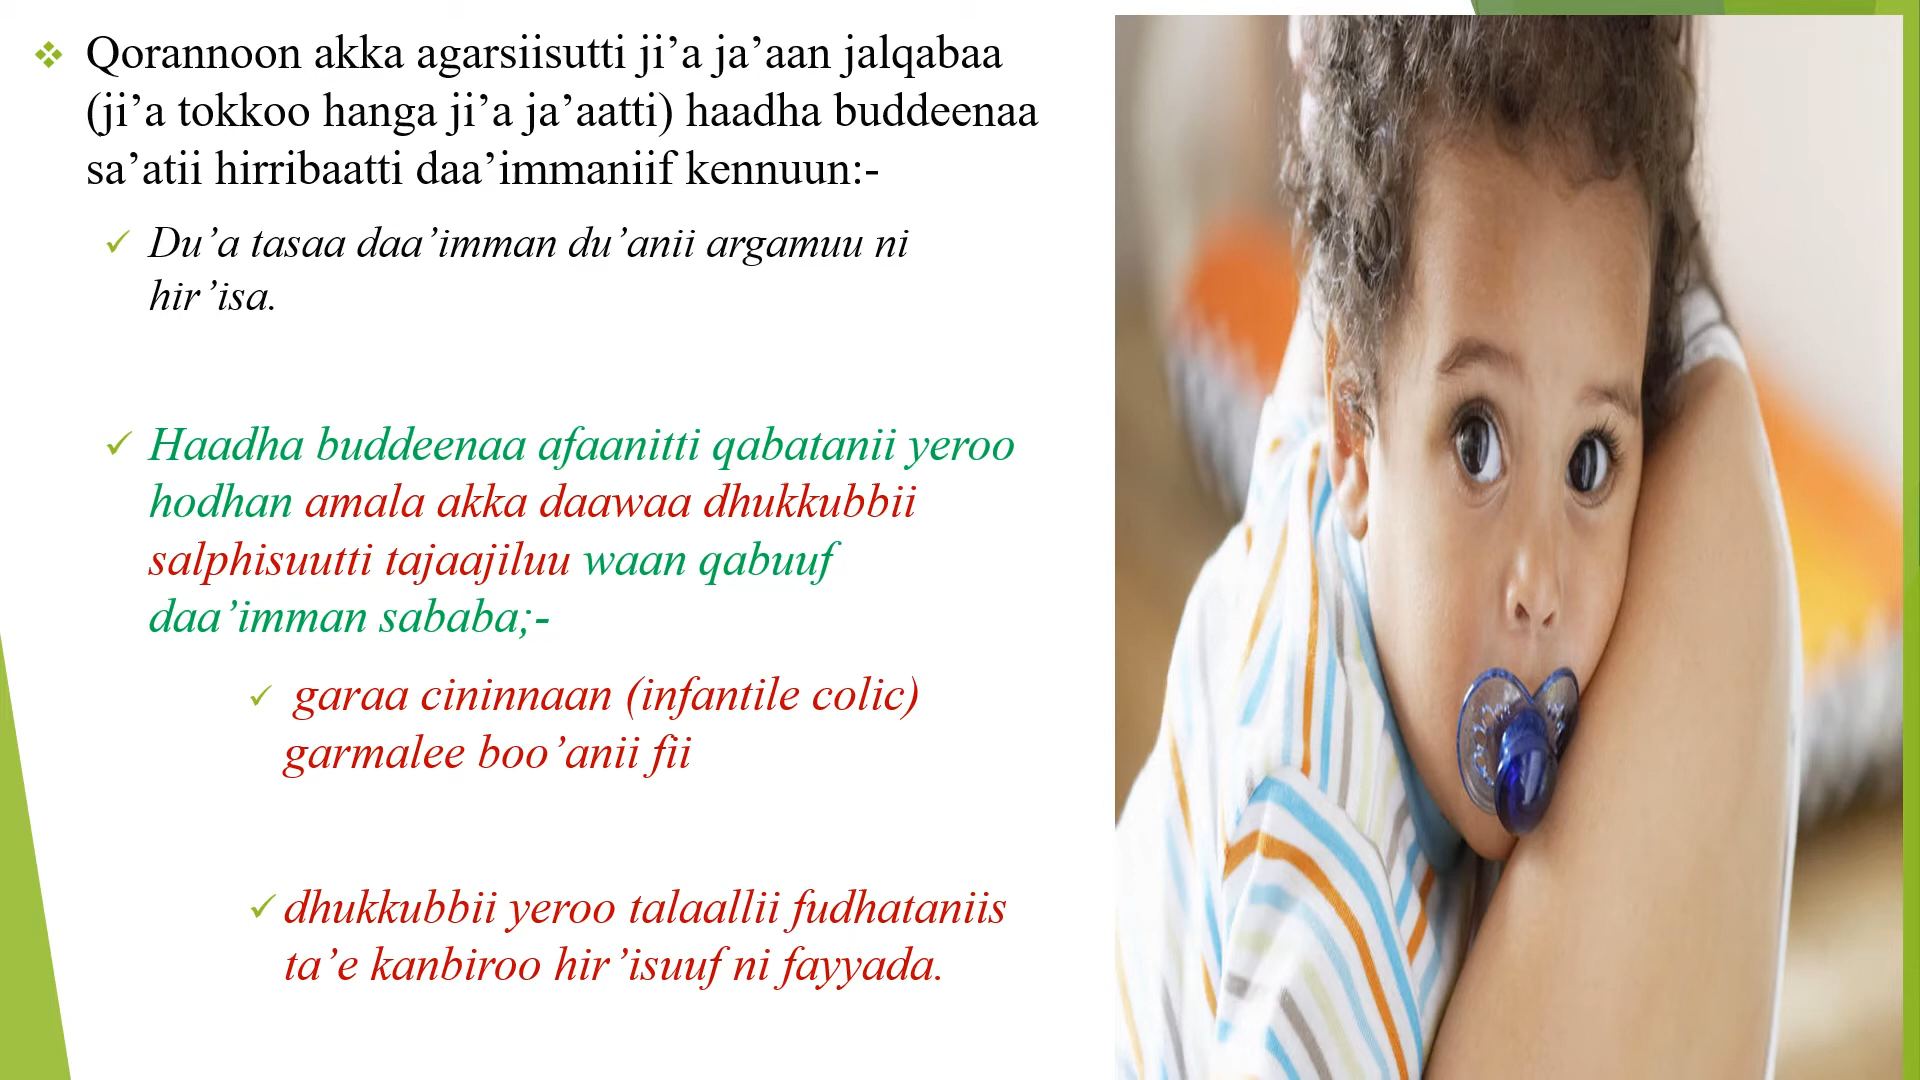 Qorannoon akka agarsiisutti ji’a ja’aan jalqabaa
(ji’a tokkoo hanga ji’a ja’aatti) haadha buddeenaa
sa’atii hirribaatti daa’immaniif kennuun:-
Du’a tasaa daa’imman du’anii argamuu ni
hir’isa.
Haadha buddeenaa afaanitti qabatanii yeroo
hodhan amala akka daawaa dhukkubbii
salphisuutti tajaajiluu waan qabuuf
daa’imman sababa;-
garaa cininnaan (infantile colic)
garmalee boo’anii fii
dhukkubbii yeroo talaallii fudhataniis
ta’e kanbiroo hir’isuuf ni fayyada.